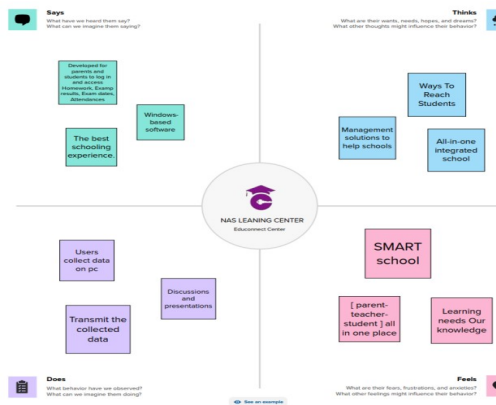 Says
What have we heard them say?
What can we imagine them saying?
Thinks
What are their wants, needs, hopes, and dreams?
What other thoughts might influence their behavior?
Developed for
parents and
students to log in
and access
Homework, Examp
results, Exam dates,
Attendances
Windows-
based
software
The best
schooling
experience.
Ways To
Reach
Students
Management
solutions to
help schools
All-in-one
integrated
school
NAS LEANING CENTER
Educonnect Center
Users
collect data
on pc
Discussions
and
presentations
Transmit the
collected
data
SMART
school
[ parent-
teacher-
student ] all
in one place
Learning
needs Our
knowledge
Does
What behavior have we observed?
What can we imagine them doing?
Feels
What are their fears, frustrations, and anxieties?
What other feelings might influence their behavior?
See an example